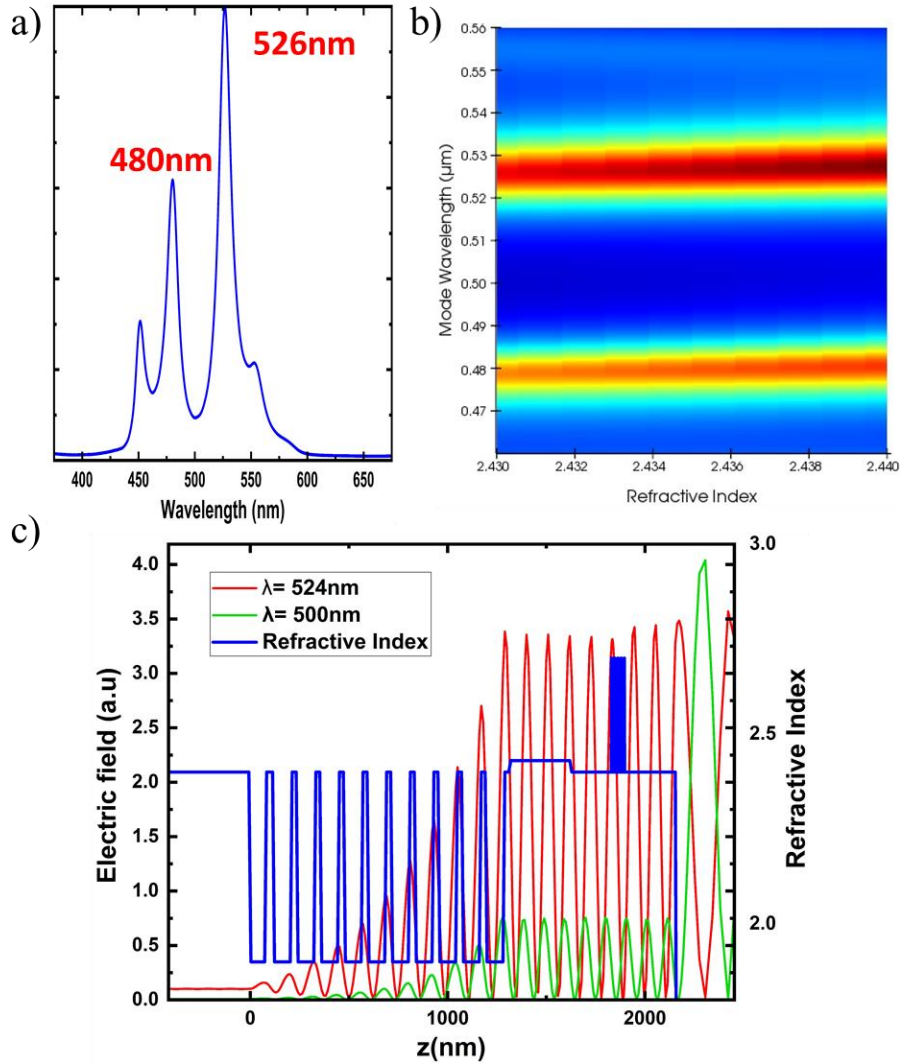 a)
526nm
480nm
400 450 500 550 600 650
Wavelength (nm)
b)
0.56
0.55
0.54
0.53
0.52
0.51
0.50
0.49
0.48
0.47
Mode Wavelength (µm)
2.430 2.432 2.434 2.436 2.438 2.440
Refractive Index
c)
4.0
3.5
3.0
2.5
2.0
1.5
1.0
0.5
0.0
Electric field (a.u)
λ= 524nm
λ= 500nm
Refractive Index
3.0
2.5
2.0
Refractive Index
0 1000 2000
z(nm)